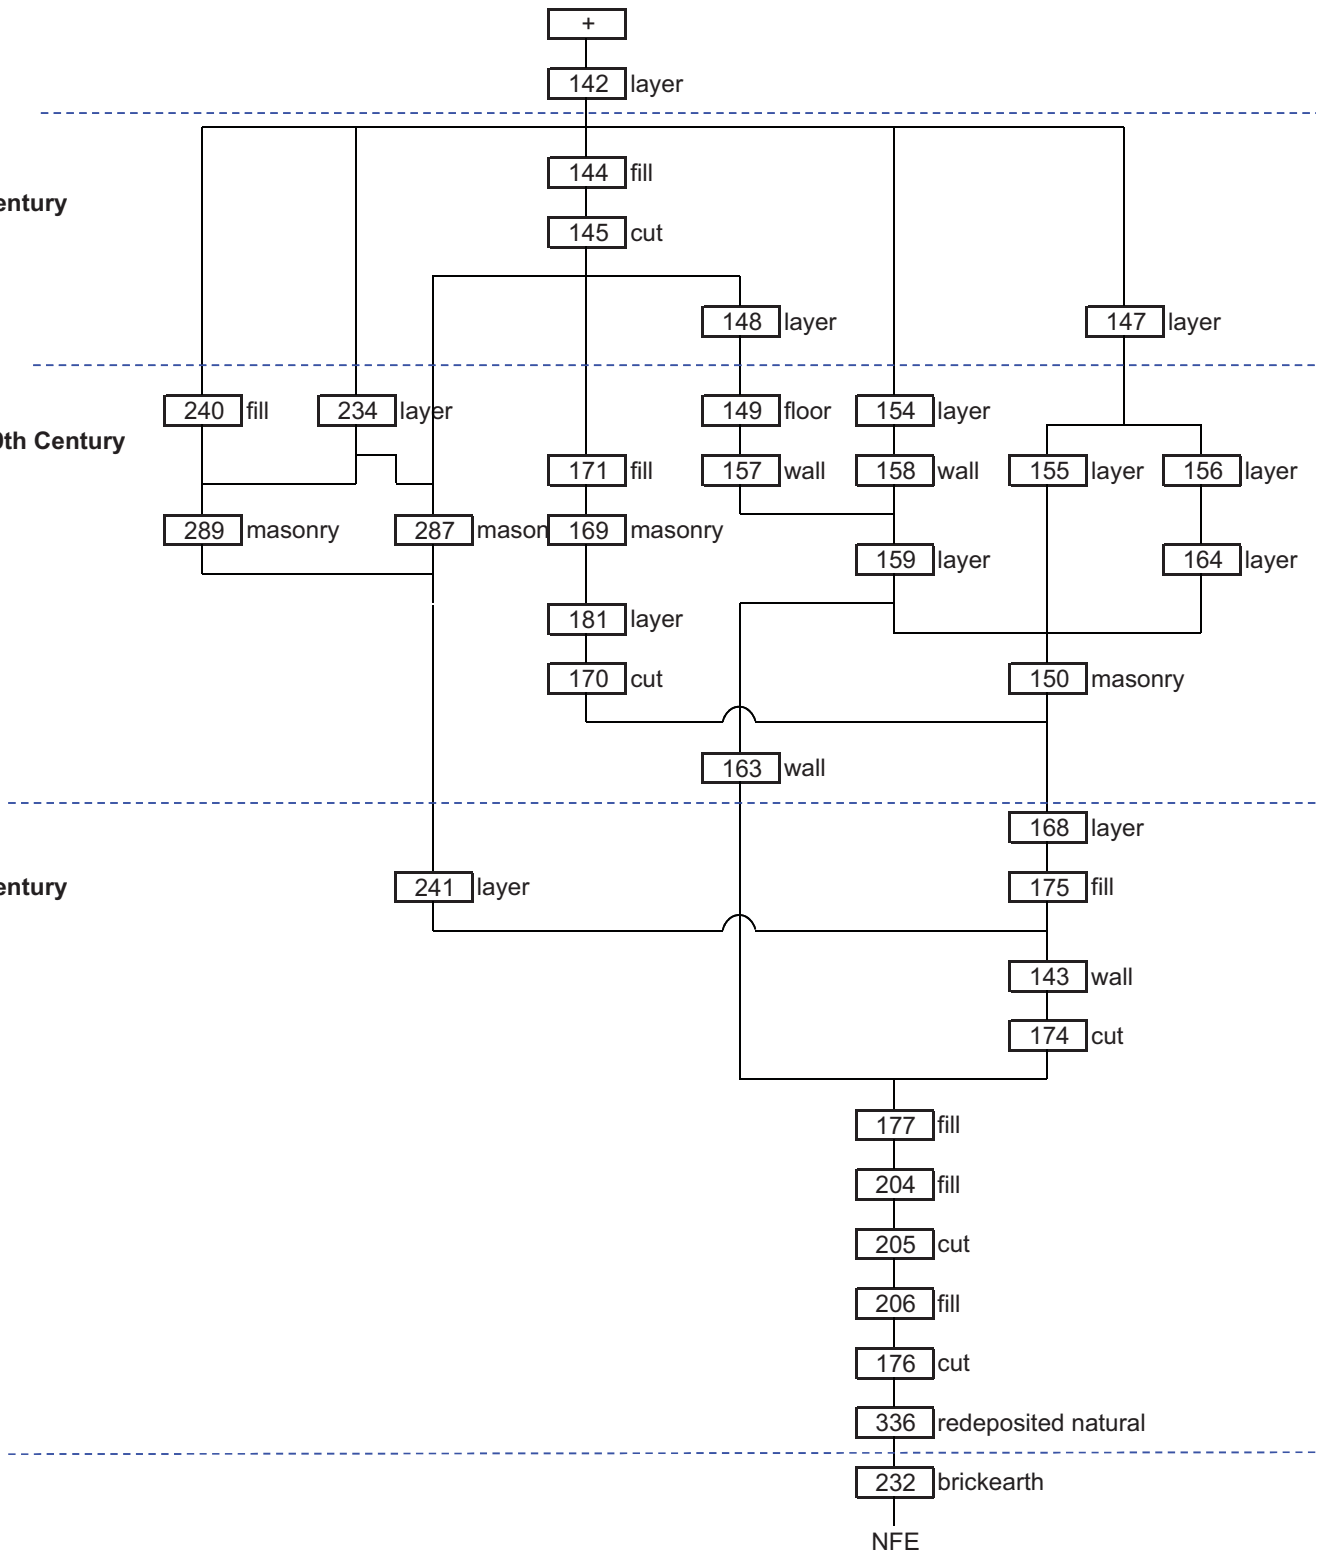 +
142 layer
144 fill
entury
145 cut
148 layer
147 layer
240 fill
234 layer
149 floor
154 layer
th Century
171 fill
157 wall
158 wall
155 layer
156 layer
289 masonry
287 mason
169 masonry
159 layer
164 layer
181 layer
170 cut
150 masonry
163 wall
168 layer
entury
241 layer
175 fill
143 wall
174 cut
177 fill
204 fill
205 cut
206 fill
176 cut
336 redeposited natural
232 brickearth
NFE